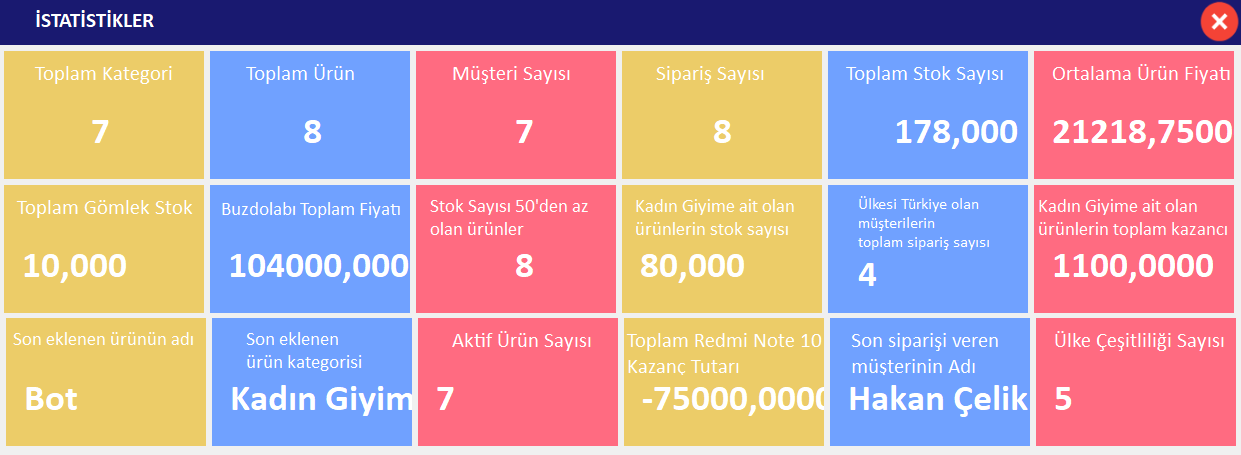 İSTATİSTİKLER
Toplam Kategori
7
Toplam Ürün
8
Müşteri Sayısı
7
Sipariş Sayısı
8
Toplam Stok Sayısı
178,000
Ortalama Ürün Fiyatı
21218,7500
Toplam Gömlek Stok
10,000
Buzdolabı Toplam Fiyatı
104000,000
Stok Sayısı 50'den az
olan ürünler
8
Kadın Giyime ait olan
ürünlerin stok sayısı
80,000
Ülkesi Türkiye olan
müşterilerin
toplam sipariş sayısı
4
Kadın Giyime ait olan
ürünlerin toplam kazancı
1100,0000
Son eklenen ürünün adı
Bot
Son eklenen
ürün kategorisi
Kadın Giyim
Aktif Ürün Sayısı
7
Toplam Redmi Note 10
Kazanç Tutarı
-75000,0000
Son siparişi veren
müşterinin Adı
Hakan Çelik
Ülke Çeşitliliği Sayısı
5